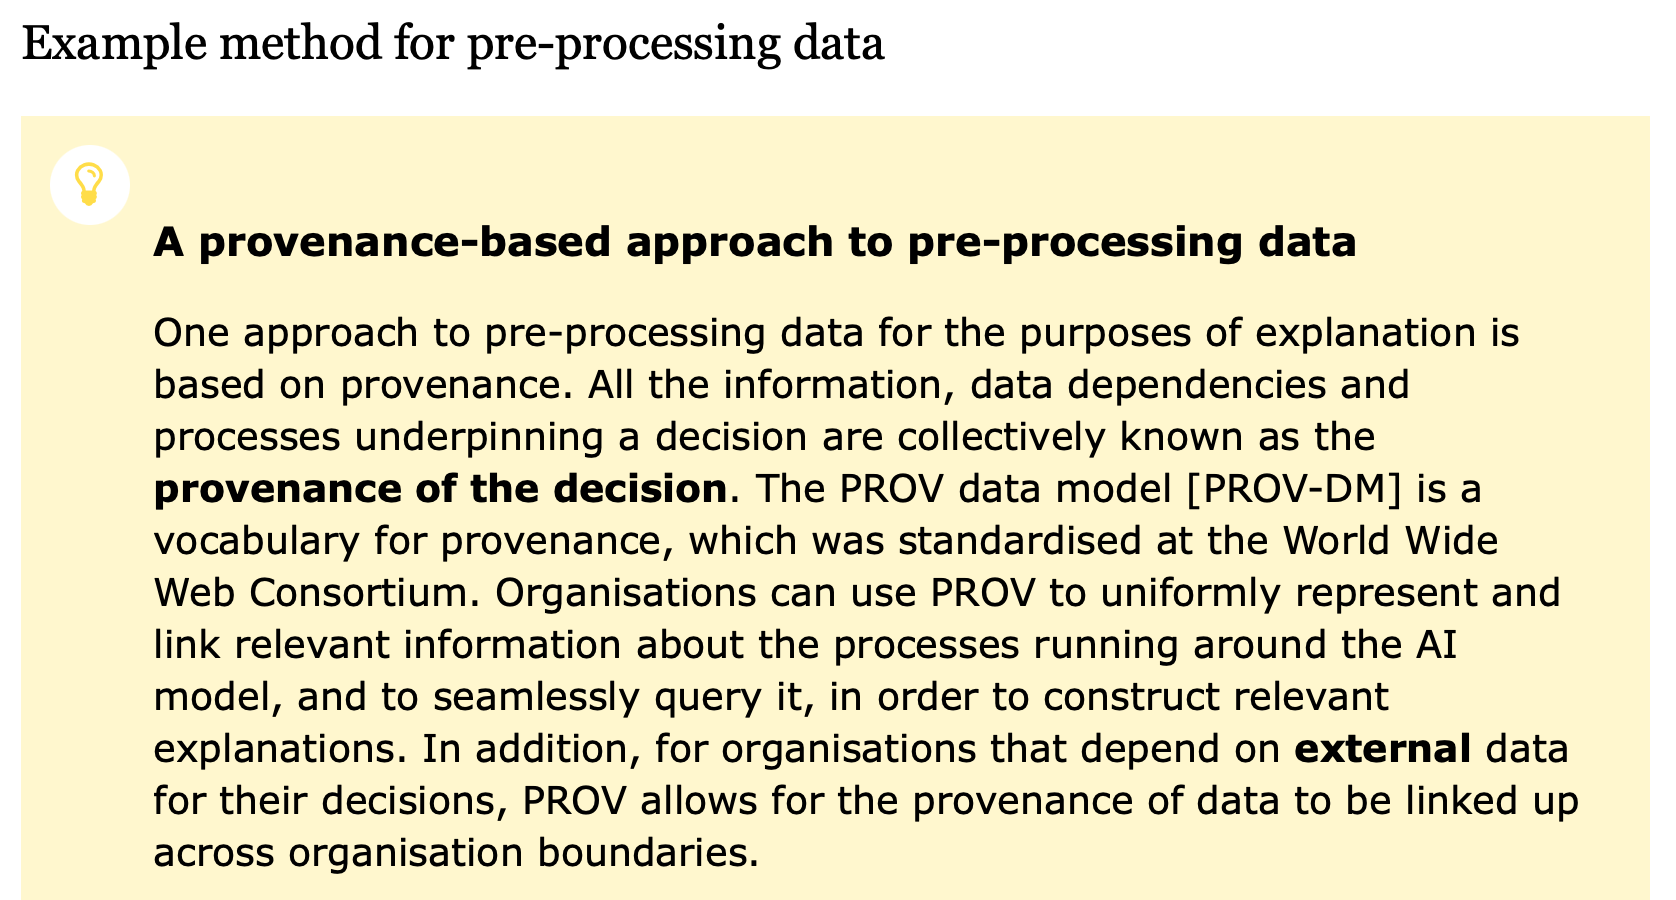 Example method for pre-processing data
A provenance-based approach to pre-processing data
One approach to pre-processing data for the purposes of explanation is
based on provenance. All the information, data dependencies and
processes underpinning a decision are collectively known as the
provenance of the decision. The PROV data model [PROV-DM] is a
vocabulary for provenance, which was standardised at the World Wide
Web Consortium. Organisations can use PROV to uniformly represent and
link relevant information about the processes running around the AI
model, and to seamlessly query it, in order to construct relevant
explanations. In addition, for organisations that depend on external data
for their decisions, PROV allows for the provenance of data to be linked up
across organisation boundaries.